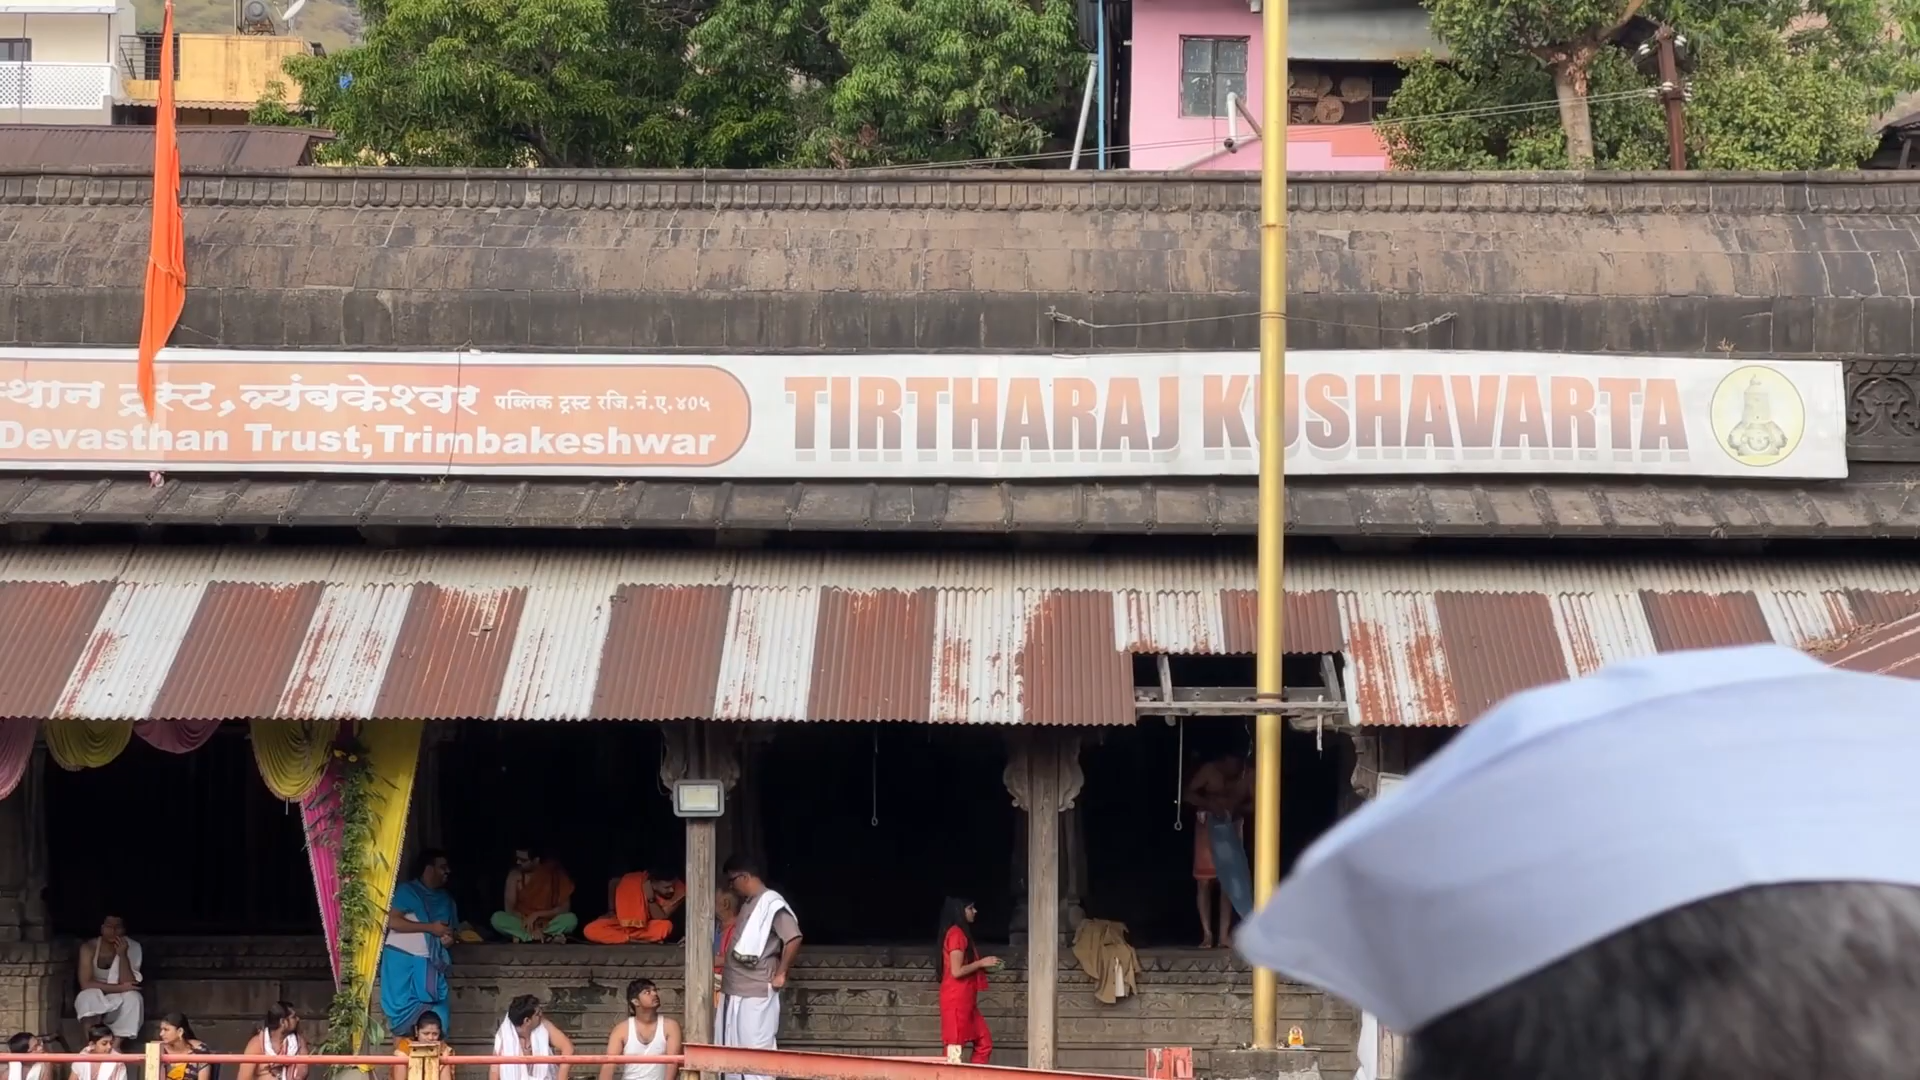 स्थान ट्रस्ट, त्र्यंबकेश्वर पब्लिक ट्रस्ट रजि.नं.ए.४०५
Devasthan Trust,Trimbakeshwar
TIRTHARAJ KUSHAVARTA